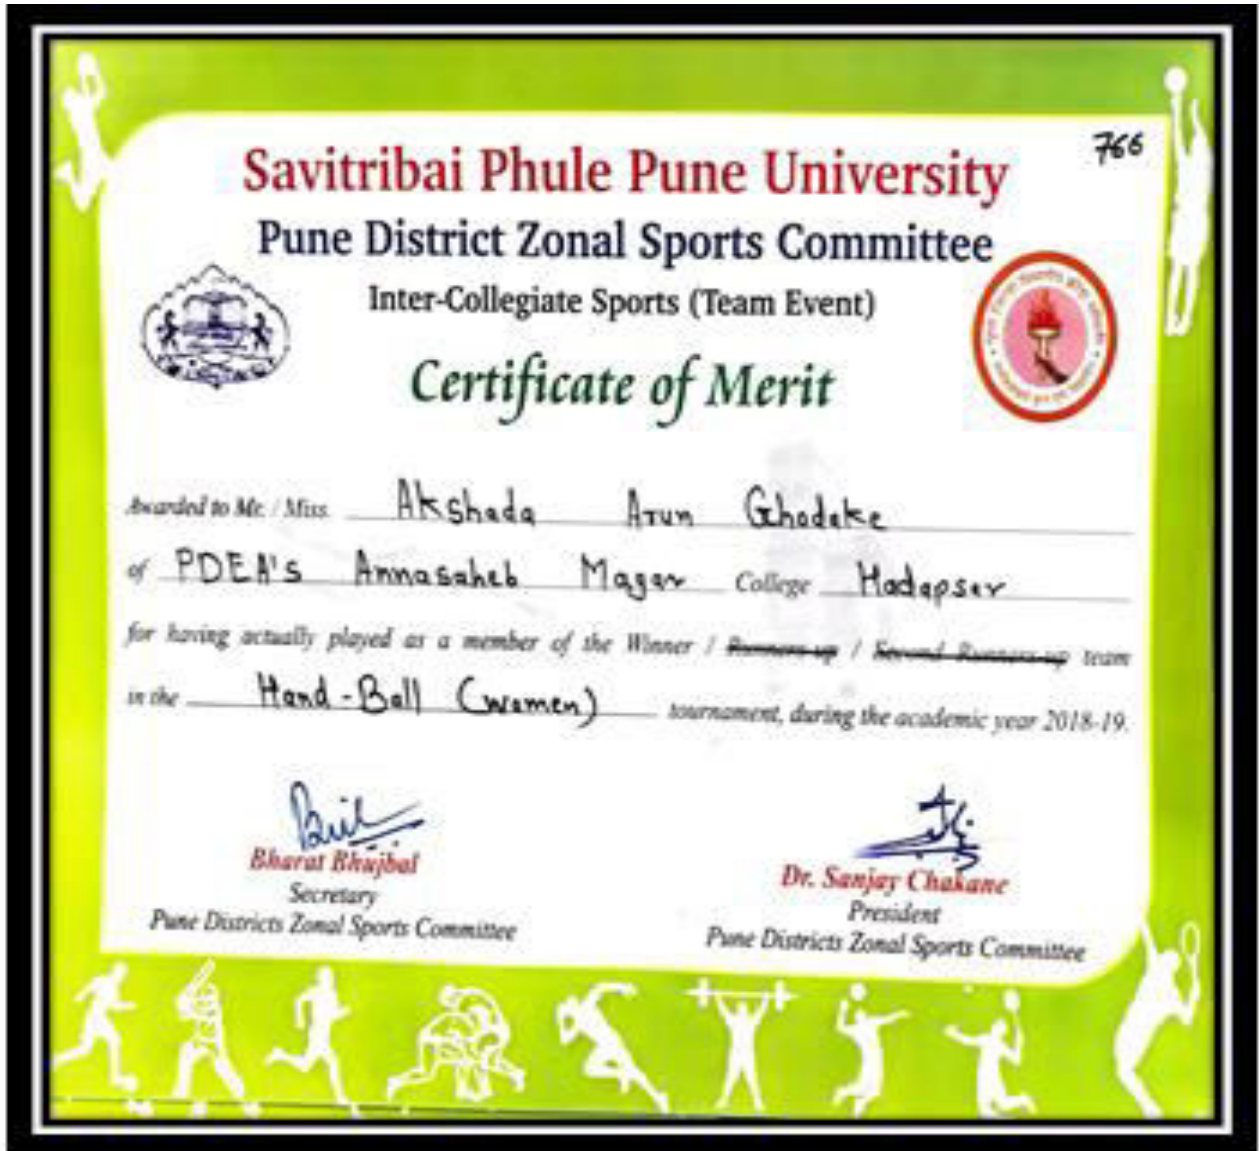 766
Savitribai Phule Pune University
Pune District Zonal Sports Committee
Inter-Collegiate Sports (Team Event)
Certificate of Merit
Awarded to Mr. / Miss. Akshada Arun Ghodake
of PDEA's Annasaheb Magar College Hadapsar
for having actually played as a member of the Winner / Runners-up / Second Runners-up team
in the Hand-Ball (women) tournament, during the academic year 2018-19.
Bharat Bhujbal
Secretary
Pune Districts Zonal Sports Committee
Dr. Sanjay Chakane
President
Pune Districts Zonal Sports Committee